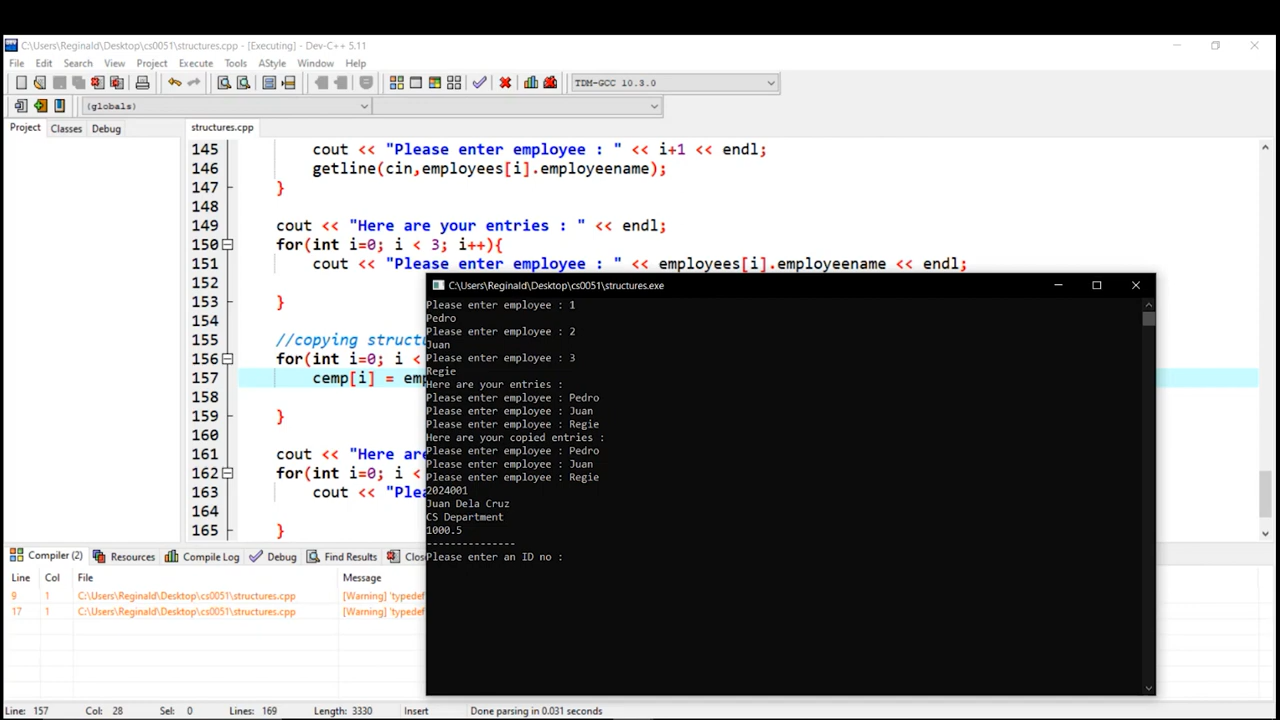 C:\Users\Reginald\Desktop\cs0051\structures.cpp - [Executing] - Dev-C++ 5.11
File Edit Search View Project Execute Tools AStyle Window Help
TDM-GCC 10.3.0
(globals)
Project Classes Debug
structures.cpp
145 cout << "Please enter employee : " << i+1 << endl;
146 getline(cin,employees[i].employeename);
147 }
148
149 cout << "Here are your entries : " << endl;
150 for(int i=0; i < 3; i++){
151 cout << "Please enter employee : " << employees[i].employeename << endl;
152
153 }
154
155 //copying struct
156 for(int i=0; i <
157 cemp[i] = emp
158
159 }
160
161 cout << "Here are
162 for(int i=0; i <
163 cout << "Plea
164
165 }
C:\Users\Reginald\Desktop\cs0051\structures.exe
Please enter employee : 1
Pedro
Please enter employee : 2
Juan
Please enter employee : 3
Regie
Here are your entries :
Please enter employee : Pedro
Please enter employee : Juan
Please enter employee : Regie
Here are your copied entries :
Please enter employee : Pedro
Please enter employee : Juan
Please enter employee : Regie
2024001
Juan Dela Cruz
CS Department
1000.5
---------------
Please enter an ID no :
Compiler (2) Resources Compile Log Debug Find Results Clos
Line Col File Message
9 1 C:\Users\Reginald\Desktop\cs0051\structures.cpp [Warning] 'typedef
17 1 C:\Users\Reginald\Desktop\cs0051\structures.cpp [Warning] 'typedef
Line: 157 Col: 28 Sel: 0 Lines: 169 Length: 3330 Insert Done parsing in 0.031 seconds